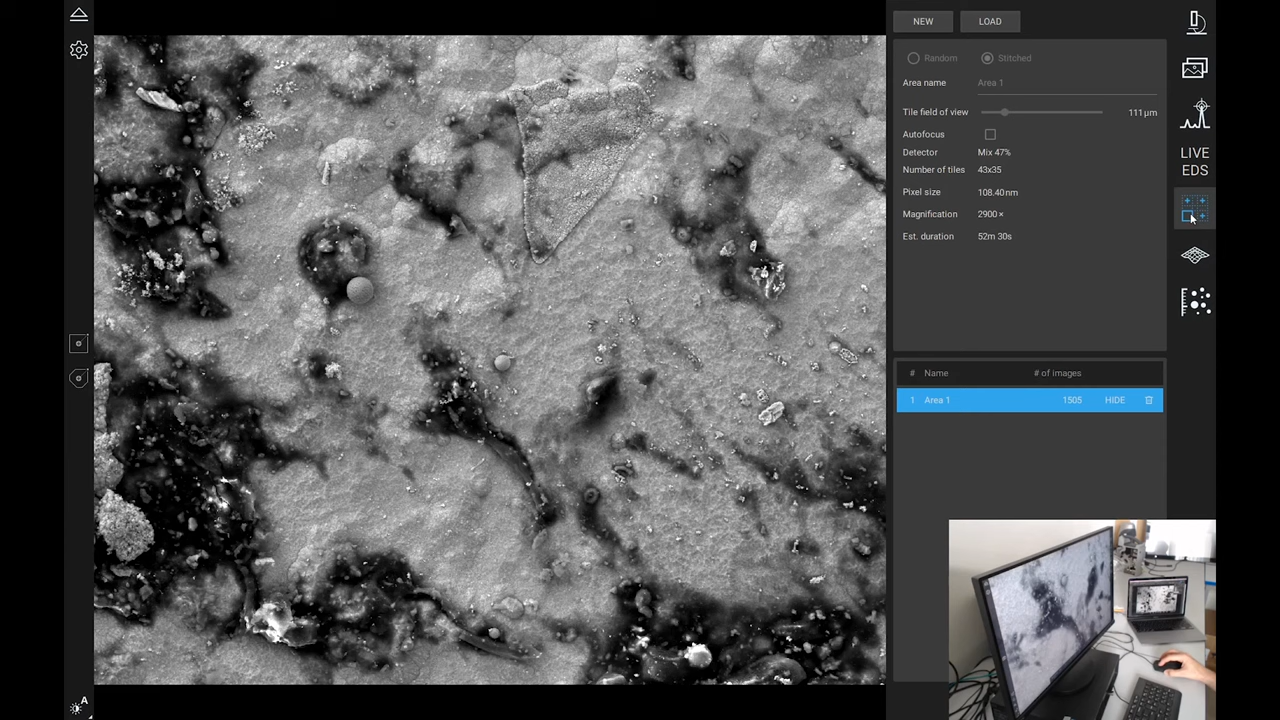 NEW LOAD
Random Stitched
Area name Area 1
Tile field of view 111 µm
Autofocus
Detector Mix 47%
Number of tiles 43x35
Pixel size 108.40 nm
Magnification 2900 ×
Est. duration 52m 30s
LIVE
EDS
# Name # of images
1 Area 1 1505 HIDE
A